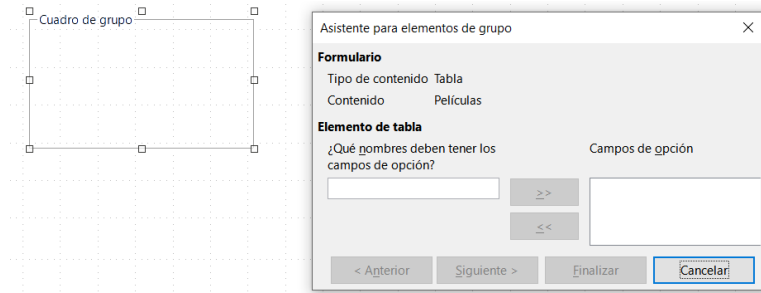 Cuadro de grupo
Asistente para elementos de grupo
Formulario
Tipo de contenido Tabla
Contenido Películas
Elemento de tabla
¿Qué nombres deben tener los
campos de opción?
Campos de opción
>>
<<
< Anterior Siguiente > Finalizar Cancelar